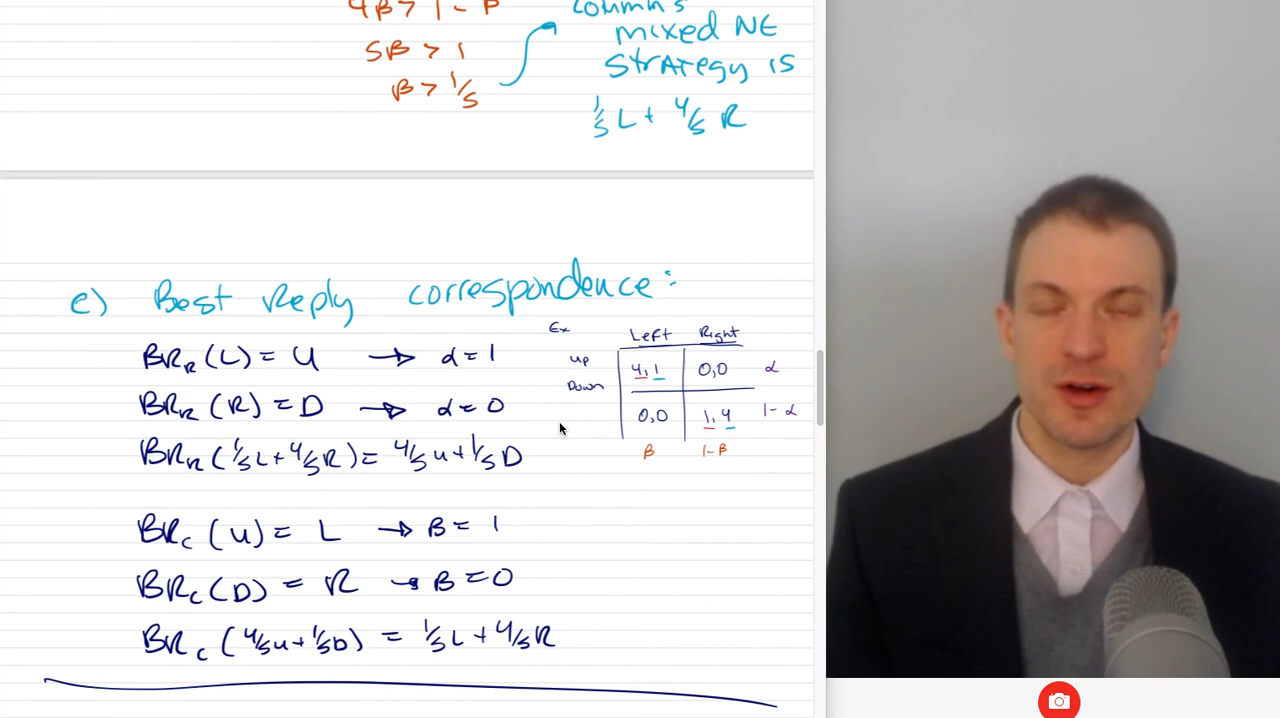 4β > 1 - β
5β > 1
β > 1/5
column's
mixed NE
strategy is
1/5 L + 4/5 R
e) Best Reply correspondence:
BR_R (L) = U → α = 1
BR_R (R) = D → α = 0
BR_R (1/5 L + 4/5 R) = 4/5 U + 1/5 D
Ex
Left Right
Up 4,1 0,0 α
Down 0,0 1,4 1-α
β 1-β
BR_C (U) = L → β = 1
BR_C (D) = R → β = 0
BR_C (4/5 U + 1/5 D) = 1/5 L + 4/5 R